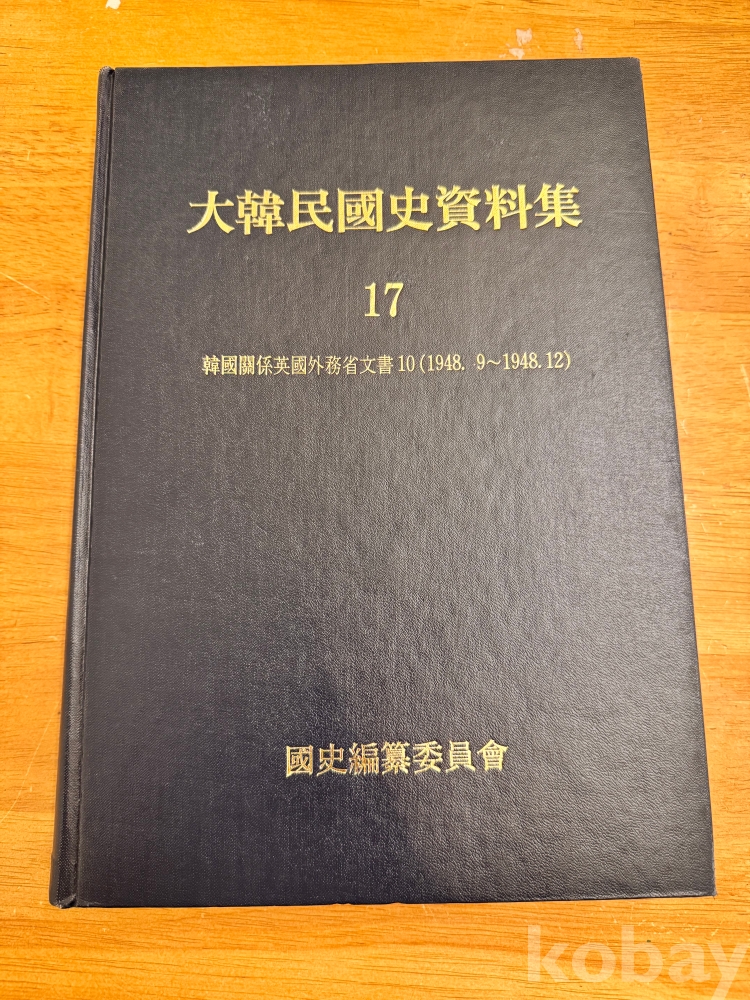 大韓民國史資料集
17
韓國關係英國外務省文書 10 (1948. 9~1948. 12)
國史編纂委員會
kobay